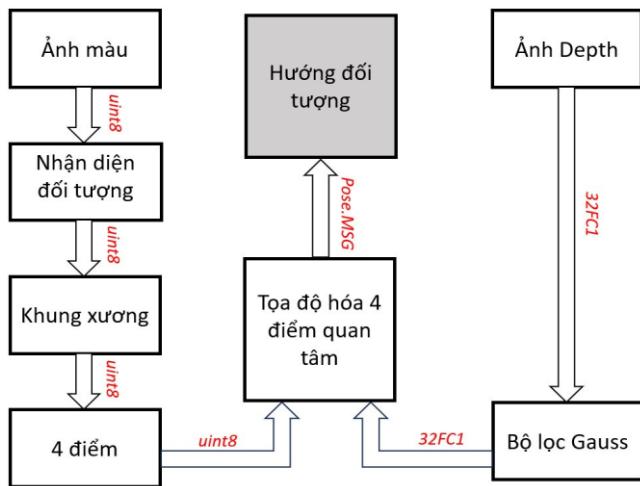 Ảnh màu
uint8
Nhận diện
đối tượng
uint8
Khung xương
uint8
4 điểm
uint8
Hướng đối
tượng
Pose.MSG
Tọa độ hóa 4
điểm quan
tâm
Ảnh Depth
32FC1
Bộ lọc Gauss
32FC1